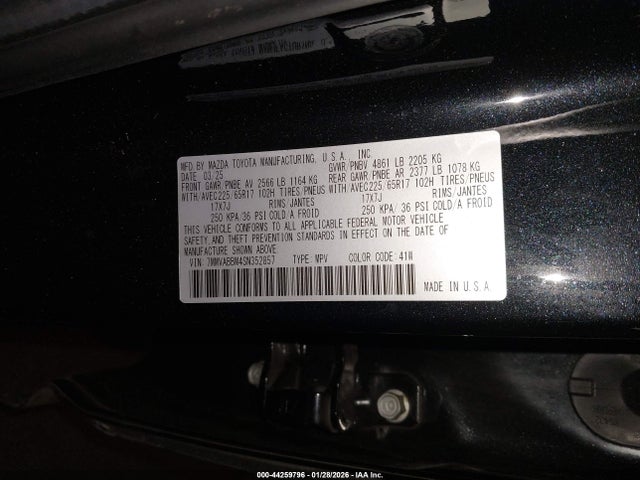 MFD. BY MAZDA TOYOTA MANUFACTURING, U.S.A., INC.
DATE 03/25 GVWR/PNBV 4861 LB 2205 KG
FRONT GAWR/PNBE AV 2566 LB 1164 KG REAR GAWR/PNBE AR 2377 LB 1078 KG
WITH/AVEC225/65R17 102H TIRES/PNEUS WITH/AVEC225/65R17 102H TIRES/PNEUS
17X7J RIMS/JANTES 17X7J RIMS/JANTES
250 KPA/ 36 PSI COLD/A FROID 250 KPA/ 36 PSI COLD/A FROID
THIS VEHICLE CONFORMS TO ALL APPLICABLE FEDERAL MOTOR VEHICLE
SAFETY AND THEFT PREVENTION STANDARDS IN EFFECT ON THE DATE OF
MANUFACTURE SHOWN ABOVE
VIN: 7MMVABBM4SN352857 TYPE: MPV COLOR CODE: 41W
MADE IN U.S.A.
000-44259796 - 01/28/2026 - IAA Inc.